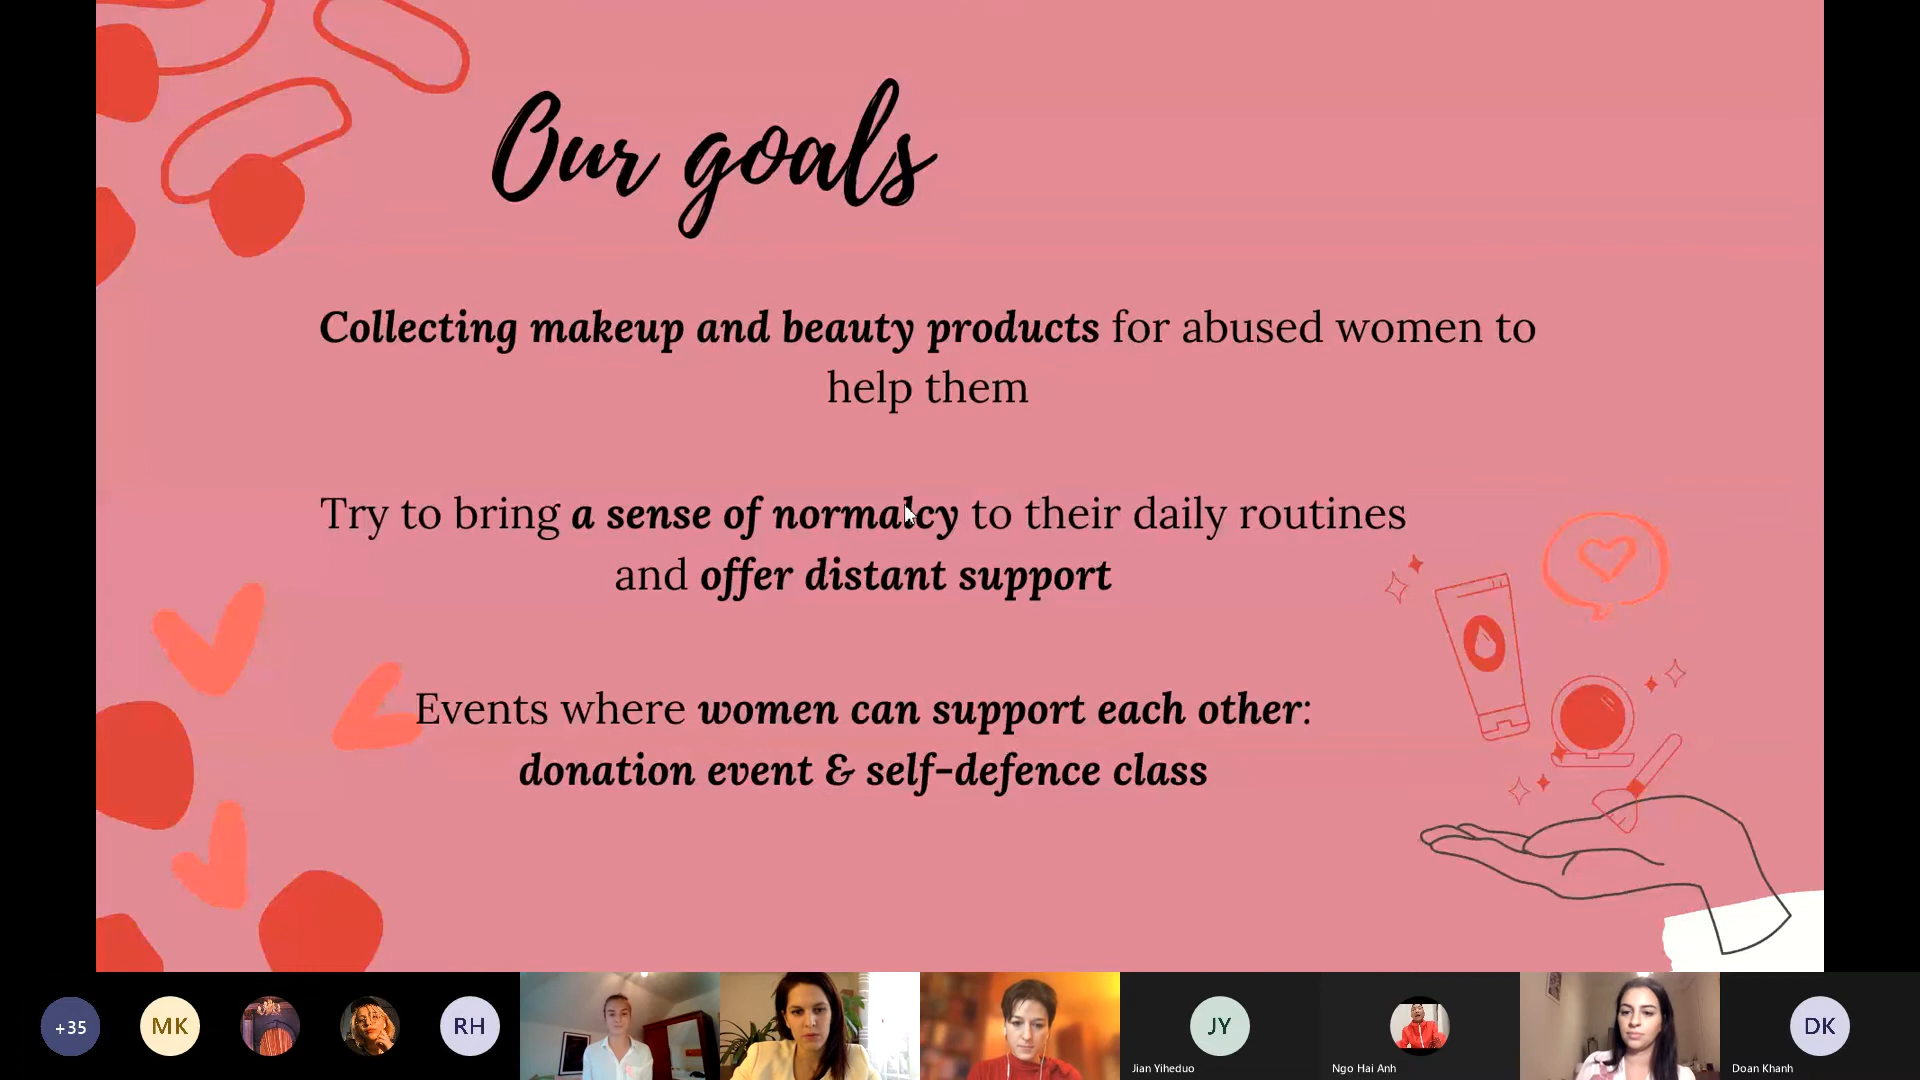 Our goals
Collecting makeup and beauty products for abused women to
help them
Try to bring a sense of normalcy to their daily routines
and offer distant support
Events where women can support each other:
donation event & self-defence class
+35
MK
RH
JY
Jian Yiheduo
Ngo Hai Anh
DK
Doan Khanh